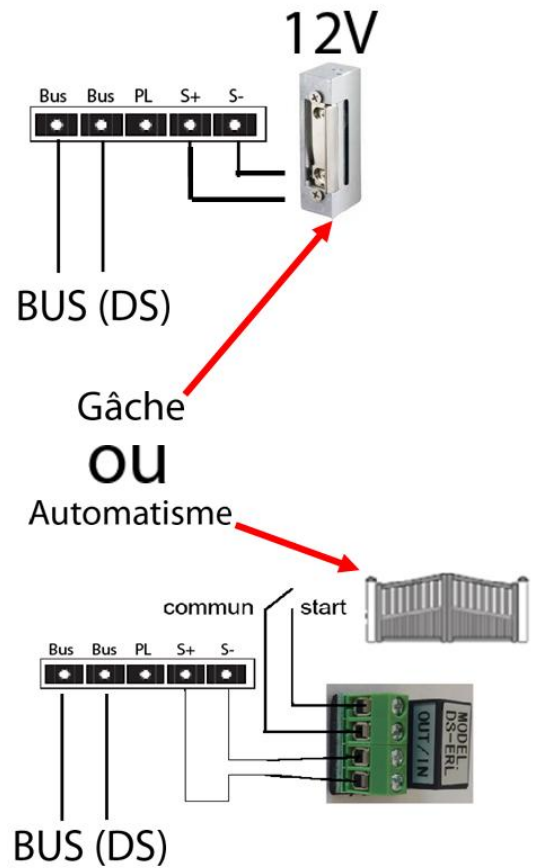 12V
Bus Bus PL S+ S-
BUS (DS)
Gâche
ou
Automatisme
commun start
Bus Bus PL S+ S-
MODEL.
DS-ERL
OUT/IN
BUS (DS)